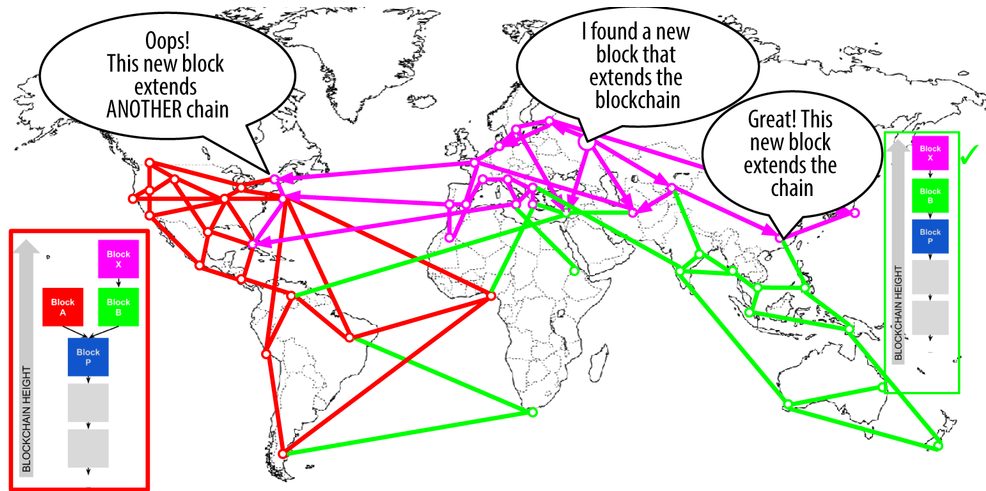 Oops!
This new block
extends
ANOTHER chain
I found a new
block that
extends the
blockchain
Great! This
new block
extends the
chain
BLOCKCHAIN HEIGHT
Block
X
Block
A
Block
B
Block
P
BLOCKCHAIN HEIGHT
Block
X
Block
B
Block
P